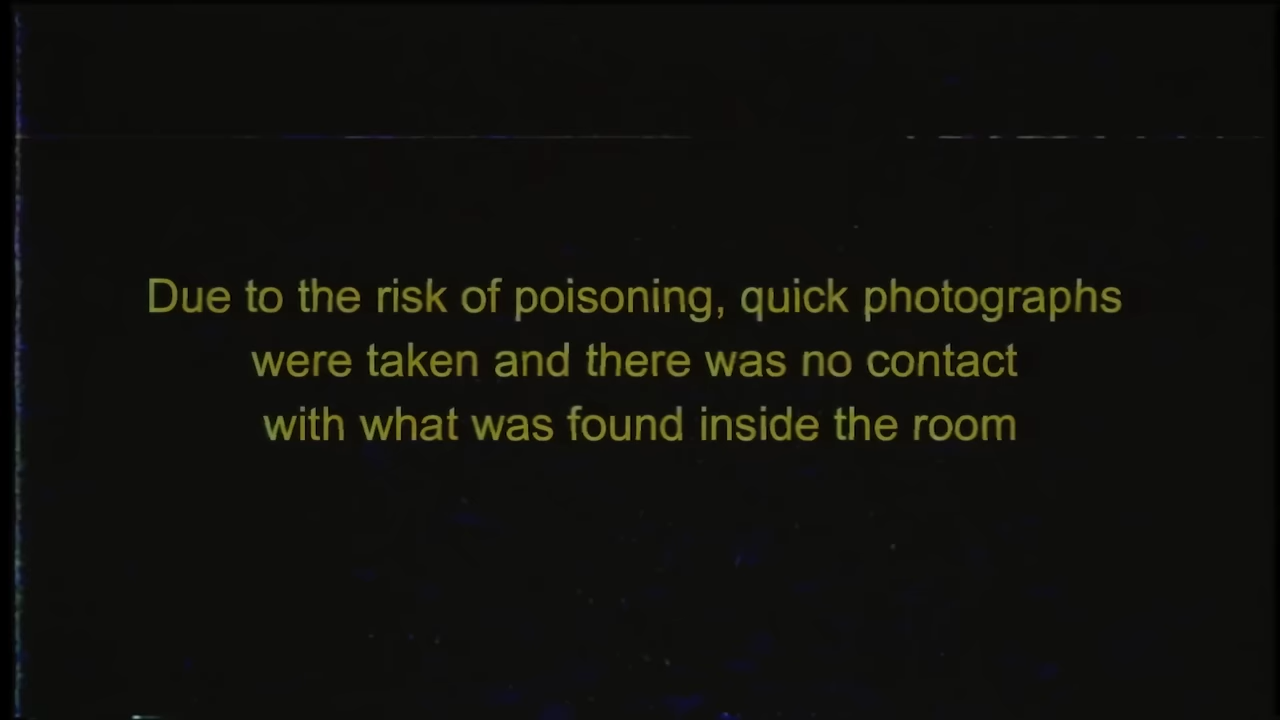 Due to the risk of poisoning, quick photographs
were taken and there was no contact
with what was found inside the room